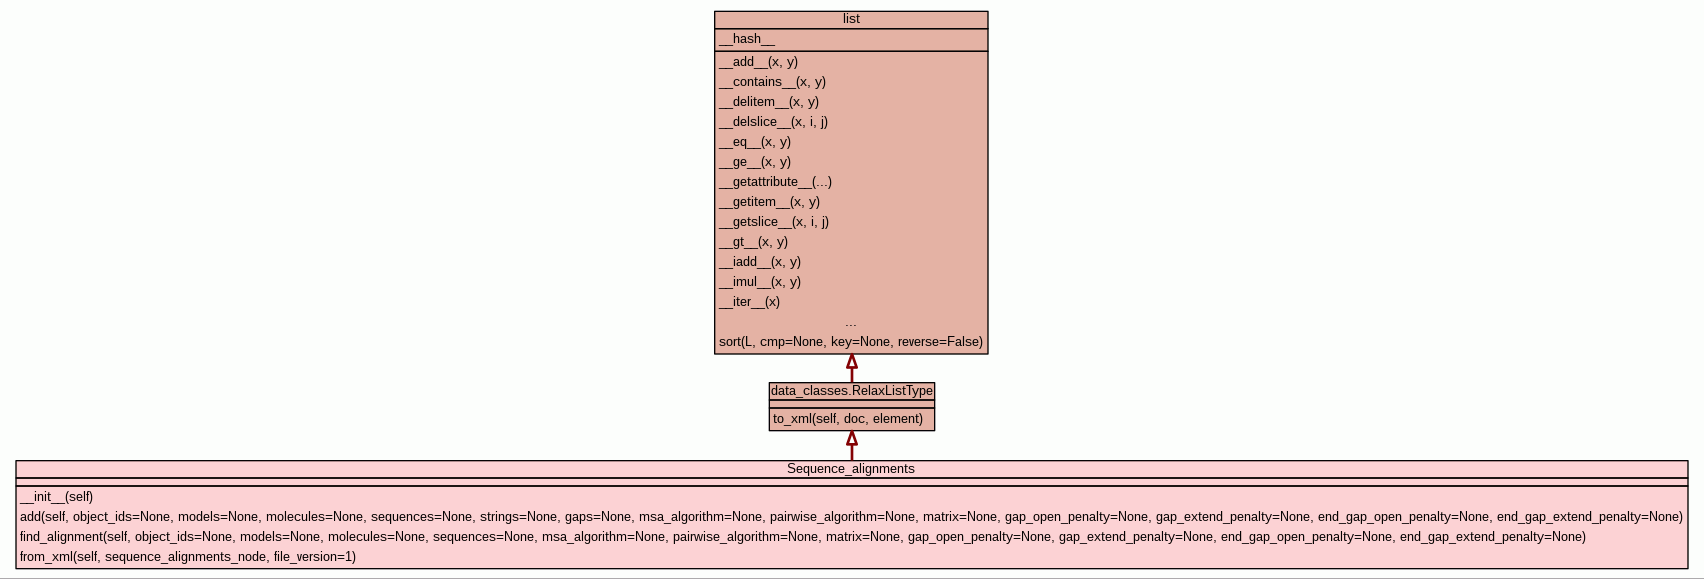 list
__hash__
__add__(x, y)
__contains__(x, y)
__delitem__(x, y)
__delslice__(x, i, j)
__eq__(x, y)
__ge__(x, y)
__getattribute__(...)
__getitem__(x, y)
__getslice__(x, i, j)
__gt__(x, y)
__iadd__(x, y)
__imul__(x, y)
__iter__(x)
...
sort(L, cmp=None, key=None, reverse=False)
data_classes.RelaxListType
to_xml(self, doc, element)
Sequence_alignments
__init__(self)
add(self, object_ids=None, models=None, molecules=None, sequences=None, strings=None, gaps=None, msa_algorithm=None, pairwise_algorithm=None, matrix=None, gap_open_penalty=None, gap_extend_penalty=None, end_gap_open_penalty=None, end_gap_extend_penalty=None)
find_alignment(self, object_ids=None, models=None, molecules=None, sequences=None, msa_algorithm=None, pairwise_algorithm=None, matrix=None, gap_open_penalty=None, gap_extend_penalty=None, end_gap_open_penalty=None, end_gap_extend_penalty=None)
from_xml(self, sequence_alignments_node, file_version=1)